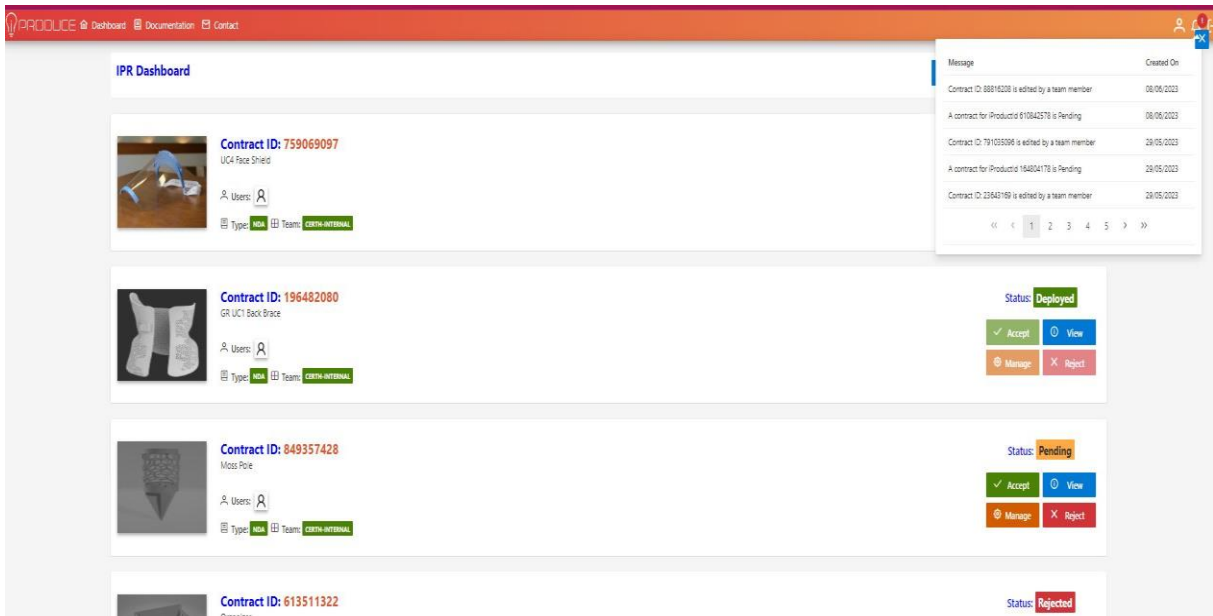 PRODUCE Dashboard Documentation Contact
IPR Dashboard
Message Created On
Contract ID: 88816208 is edited by a team member 08/06/2023
A contract for iProductId 610842578 is Pending 08/06/2023
Contract ID: 791035096 is edited by a team member 29/05/2023
A contract for iProductId 164804178 is Pending 29/05/2023
Contract ID: 23643169 is edited by a team member 29/05/2023
« ‹ 1 2 3 4 5 › »
Contract ID: 759069097
UC4 Face Shield
Users:
Type: NDA Team: CERTH-INTERNAL
Contract ID: 196482080
GR UC1 Back Brace
Users:
Type: NDA Team: CERTH-INTERNAL
Status: Deployed
Accept View
Manage Reject
Contract ID: 849357428
Moss Pole
Users:
Type: NDA Team: CERTH-INTERNAL
Status: Pending
Accept View
Manage Reject
Contract ID: 613511322
Status: Rejected